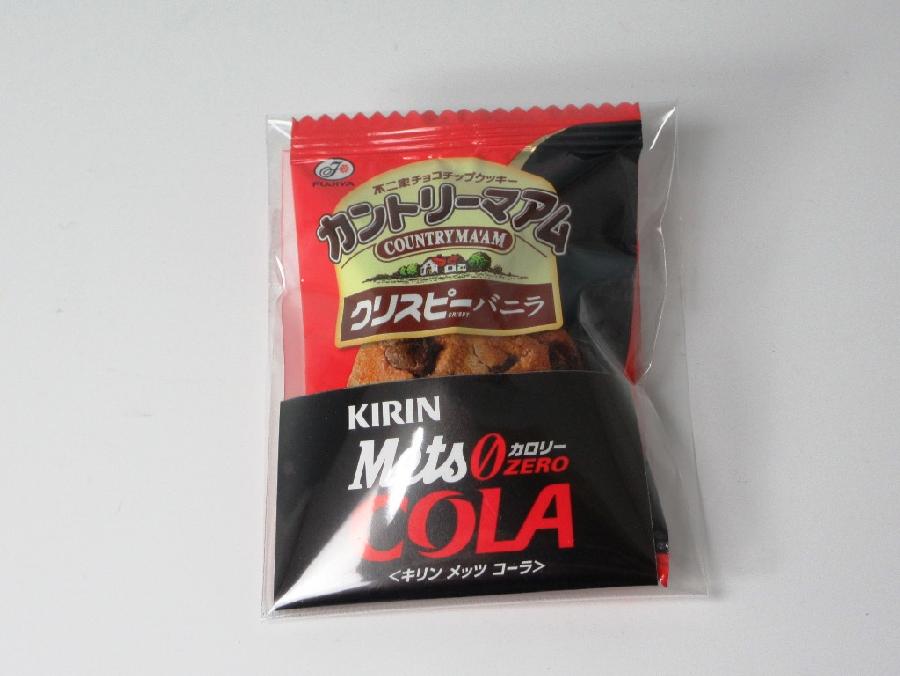 FUJIYA
不二家チョコチップクッキー
カントリーマアム
COUNTRY MA'AM
クリスピーバニラ
CRISPY
KIRIN
Mets 0 カロリー
ZERO
COLA
<キリン メッツ コーラ>